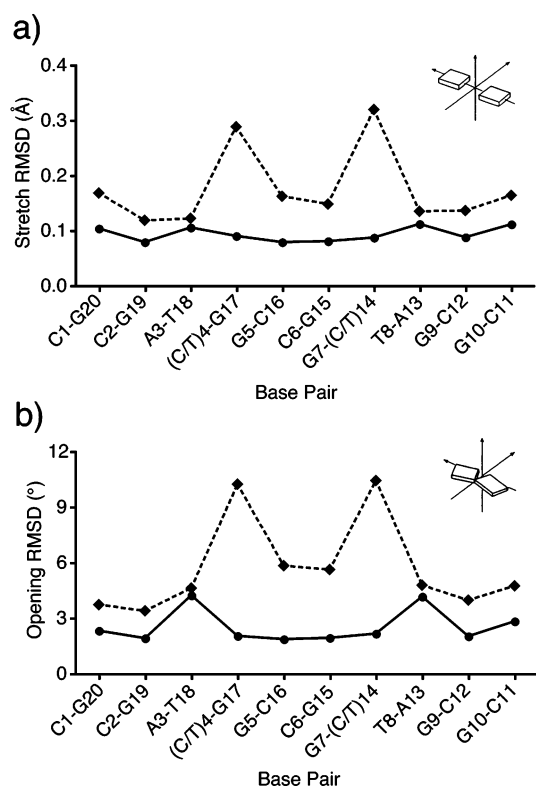 a)
Stretch RMSD (Å)
0.4
0.3
0.2
0.1
0.0
C1-G20
C2-G19
A3-T18
(C/T)4-G17
G5-C16
C6-G15
G7-(C/T)14
T8-A13
G9-C12
G10-C11
Base Pair
b)
Opening RMSD (°)
12
9
6
3
0
C1-G20
C2-G19
A3-T18
(C/T)4-G17
G5-C16
C6-G15
G7-(C/T)14
T8-A13
G9-C12
G10-C11
Base Pair